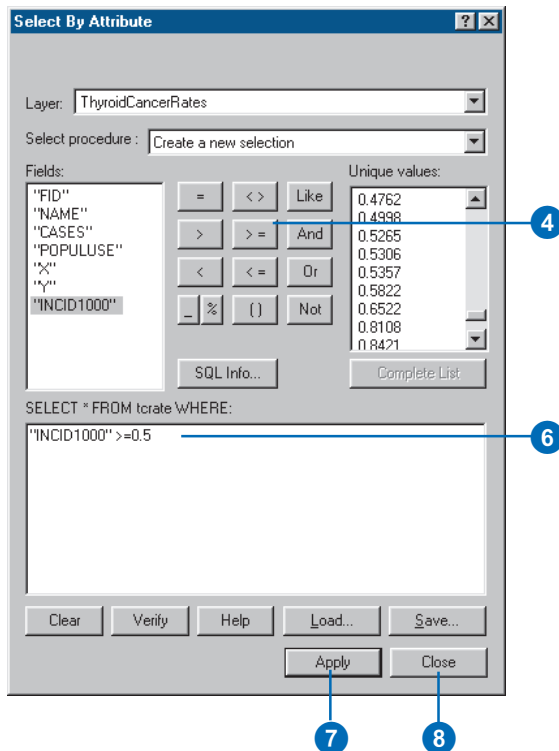 Select By Attribute
? X
Layer: ThyroidCancerRates
Select procedure : Create a new selection
Fields:
Unique values:
"FID"
"NAME"
"CASES"
"POPULUSE"
"X"
"Y"
"INCID1000"
= < > Like
> > = And
< < = Or
_ % ( ) Not
0.4762
0.4998
0.5265
0.5306
0.5357
0.5822
0.6522
0.8108
0.8421
4
SQL Info...
Complete List
SELECT * FROM tcrate WHERE:
"INCID1000" >=0.5
6
Clear Verify Help Load... Save...
Apply Close
7 8